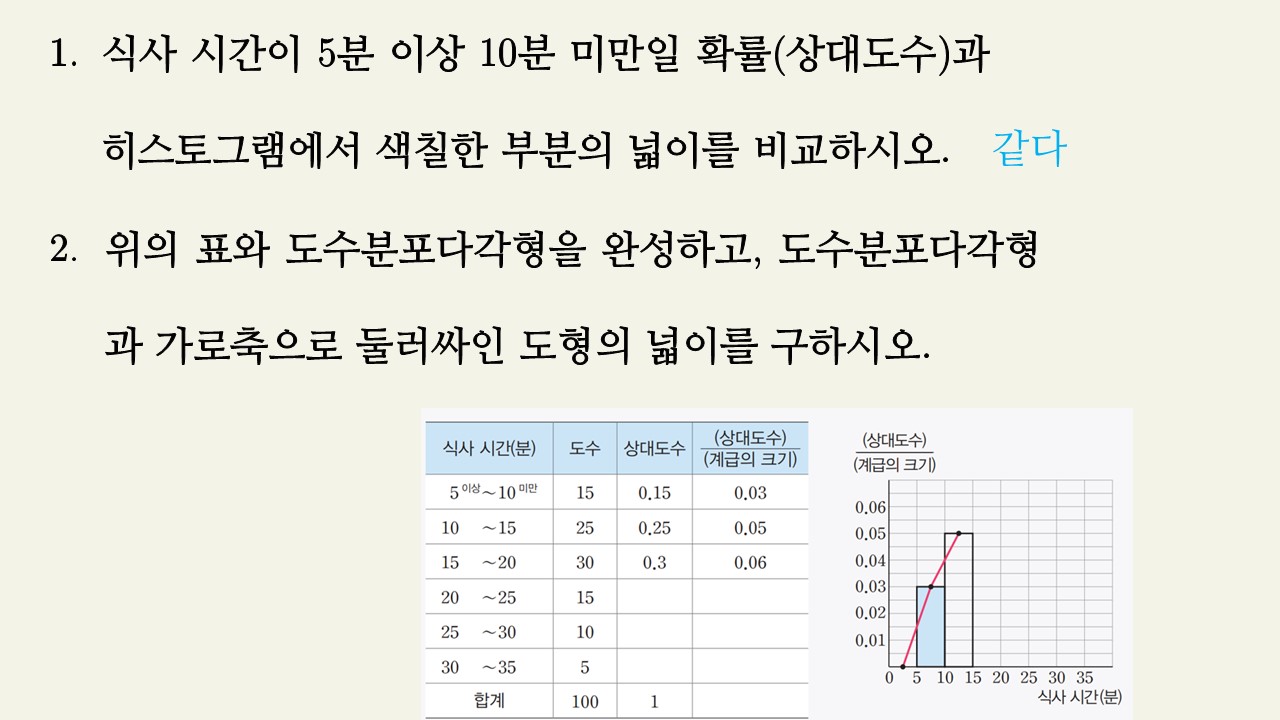 1. 식사 시간이 5분 이상 10분 미만일 확률(상대도수)과
히스토그램에서 색칠한 부분의 넓이를 비교하시오. 같다
2. 위의 표와 도수분포다각형을 완성하고, 도수분포다각형
과 가로축으로 둘러싸인 도형의 넓이를 구하시오.
식사 시간(분) 도수 상대도수 (상대도수)/(계급의 크기)
5이상~10미만 15 0.15 0.03
10 ~15 25 0.25 0.05
15 ~20 30 0.3 0.06
20 ~25 15
25 ~30 10
30 ~35 5
합계 100 1
(상대도수)
(계급의 크기)
0.06
0.05
0.04
0.03
0.02
0.01
0 5 10 15 20 25 30 35
식사 시간(분)